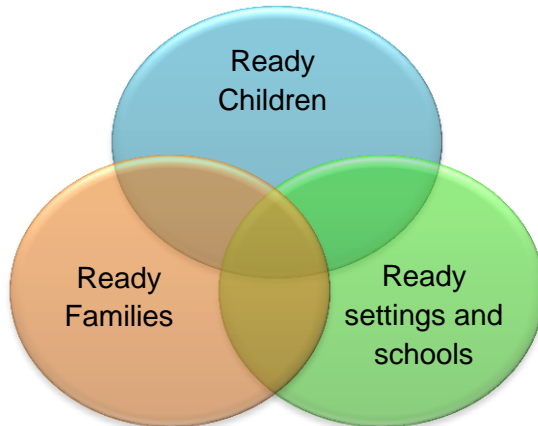 Ready
Children
Ready
Families
Ready
settings and
schools